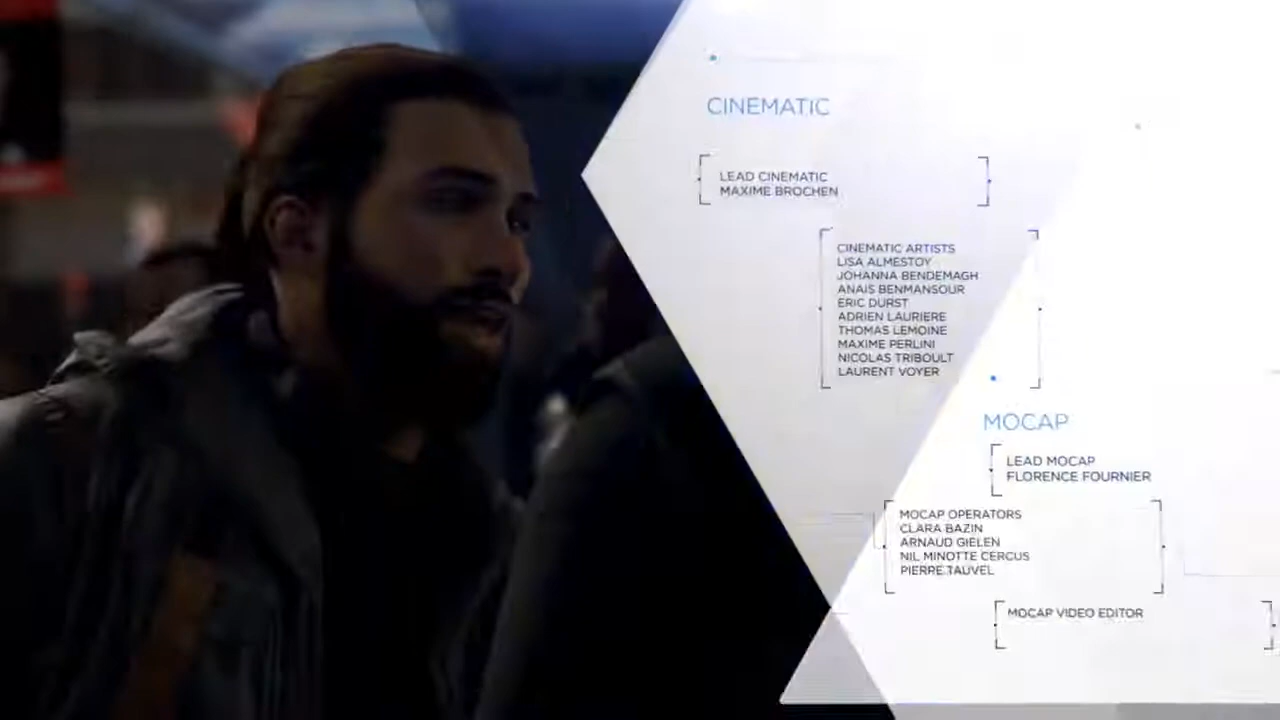 CINEMATIC
LEAD CINEMATIC
MAXIME BROCHEN
CINEMATIC ARTISTS
LISA ALMESTOY
JOHANNA BENDEMAGH
ANAIS BENMANSOUR
ERIC DURST
ADRIEN LAURIERE
THOMAS LEMOINE
MAXIME PERLINI
NICOLAS TRIBOULT
LAURENT VOYER
MOCAP
LEAD MOCAP
FLORENCE FOURNIER
MOCAP OPERATORS
CLARA BAZIN
ARNAUD GIELEN
NIL MINOTTE CERCUS
PIERRE TAUVEL
MOCAP VIDEO EDITOR